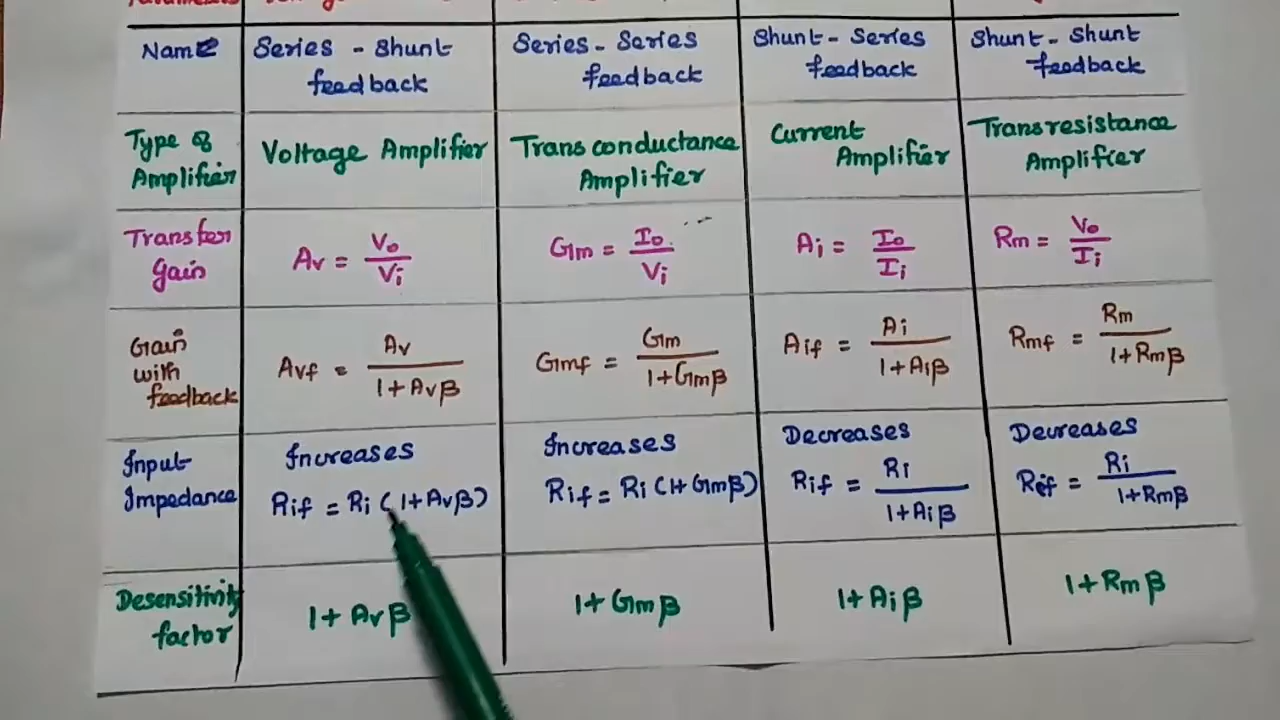 Name Series - Shunt feedback Series - Series feedback Shunt - Series feedback Shunt - Shunt feedback
Type of Amplifier Voltage Amplifier Transconductance Amplifier Current Amplifier Transresistance Amplifier
Transfer gain Av = Vo/Vi Gm = Io/Vi Ai = Io/Ii Rm = Vo/Ii
Gain with feedback Avf = Av/(1+Avβ) Gmf = Gm/(1+Gmβ) Aif = Ai/(1+Aiβ) Rmf = Rm/(1+Rmβ)
Input Impedance Increases Rif = Ri (1+Avβ) Increases Rif = Ri (1+Gmβ) Decreases Rif = Ri/(1+Aiβ) Decreases Rif = Ri/(1+Rmβ)
Desensitivity factor 1+Avβ 1+Gmβ 1+Aiβ 1+Rmβ